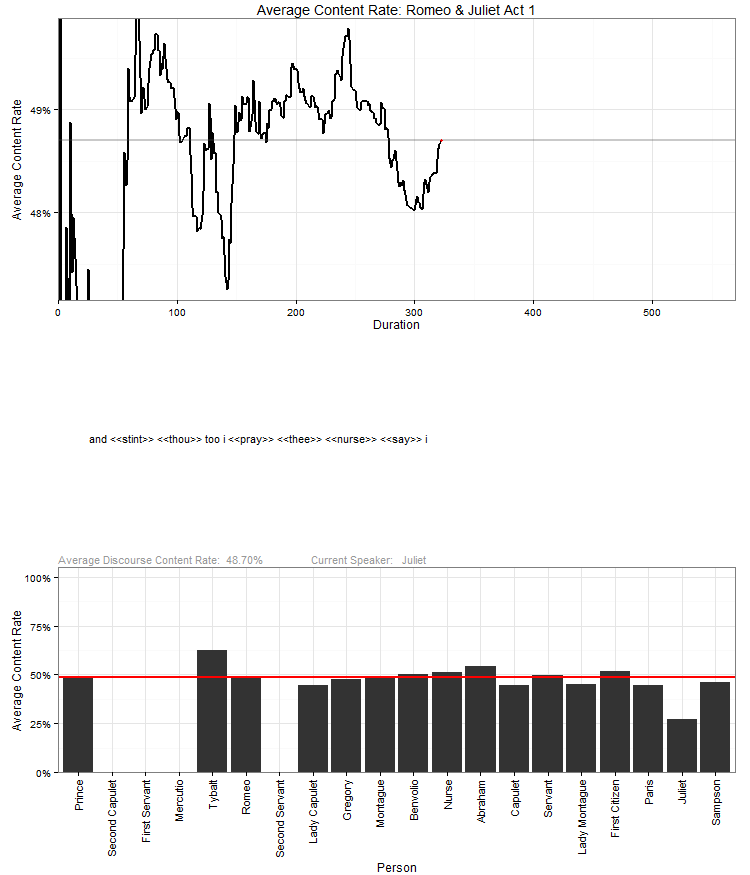 Average Content Rate: Romeo & Juliet Act 1
49%
48%
Average Content Rate
0 100 200 300 400 500
Duration
and <<stint>> <<thou>> too i <<pray>> <<thee>> <<nurse>> <<say>> i
Average Discourse Content Rate: 48.70% Current Speaker: Juliet
100%
75%
50%
25%
0%
Average Content Rate
Prince
Second Capulet
First Servant
Mercutio
Tybalt
Romeo
Second Servant
Lady Capulet
Gregory
Montague
Benvolio
Nurse
Abraham
Capulet
Servant
Lady Montague
First Citizen
Paris
Juliet
Sampson
Person